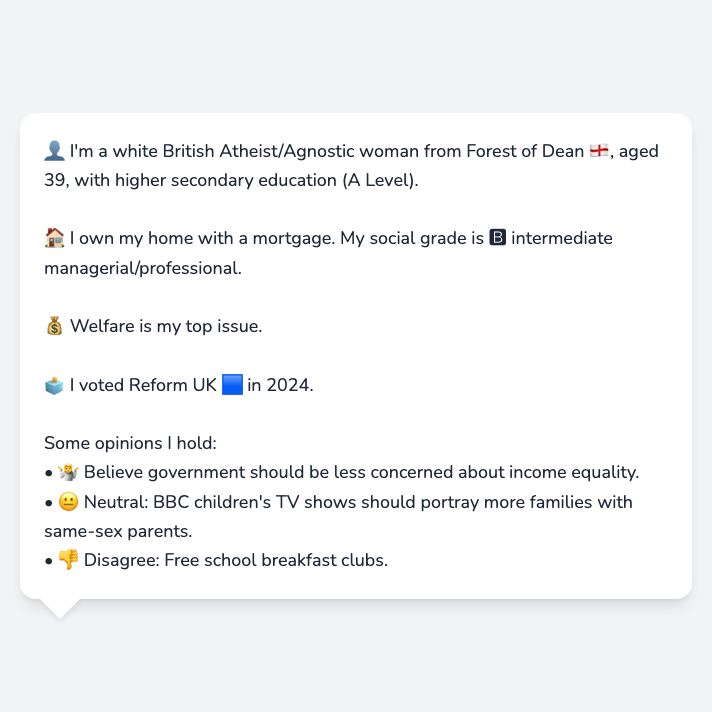 👤 I'm a white British Atheist/Agnostic woman from Forest of Dean 🏴󠁧󠁢󠁥󠁮󠁧󠁿, aged
39, with higher secondary education (A Level).
🏠 I own my home with a mortgage. My social grade is 🅱 intermediate
managerial/professional.
💰 Welfare is my top issue.
🗳️ I voted Reform UK 🟦 in 2024.
Some opinions I hold:
• 🤷‍♀️ Believe government should be less concerned about income equality.
• 😐 Neutral: BBC children's TV shows should portray more families with
same-sex parents.
• 👎 Disagree: Free school breakfast clubs.